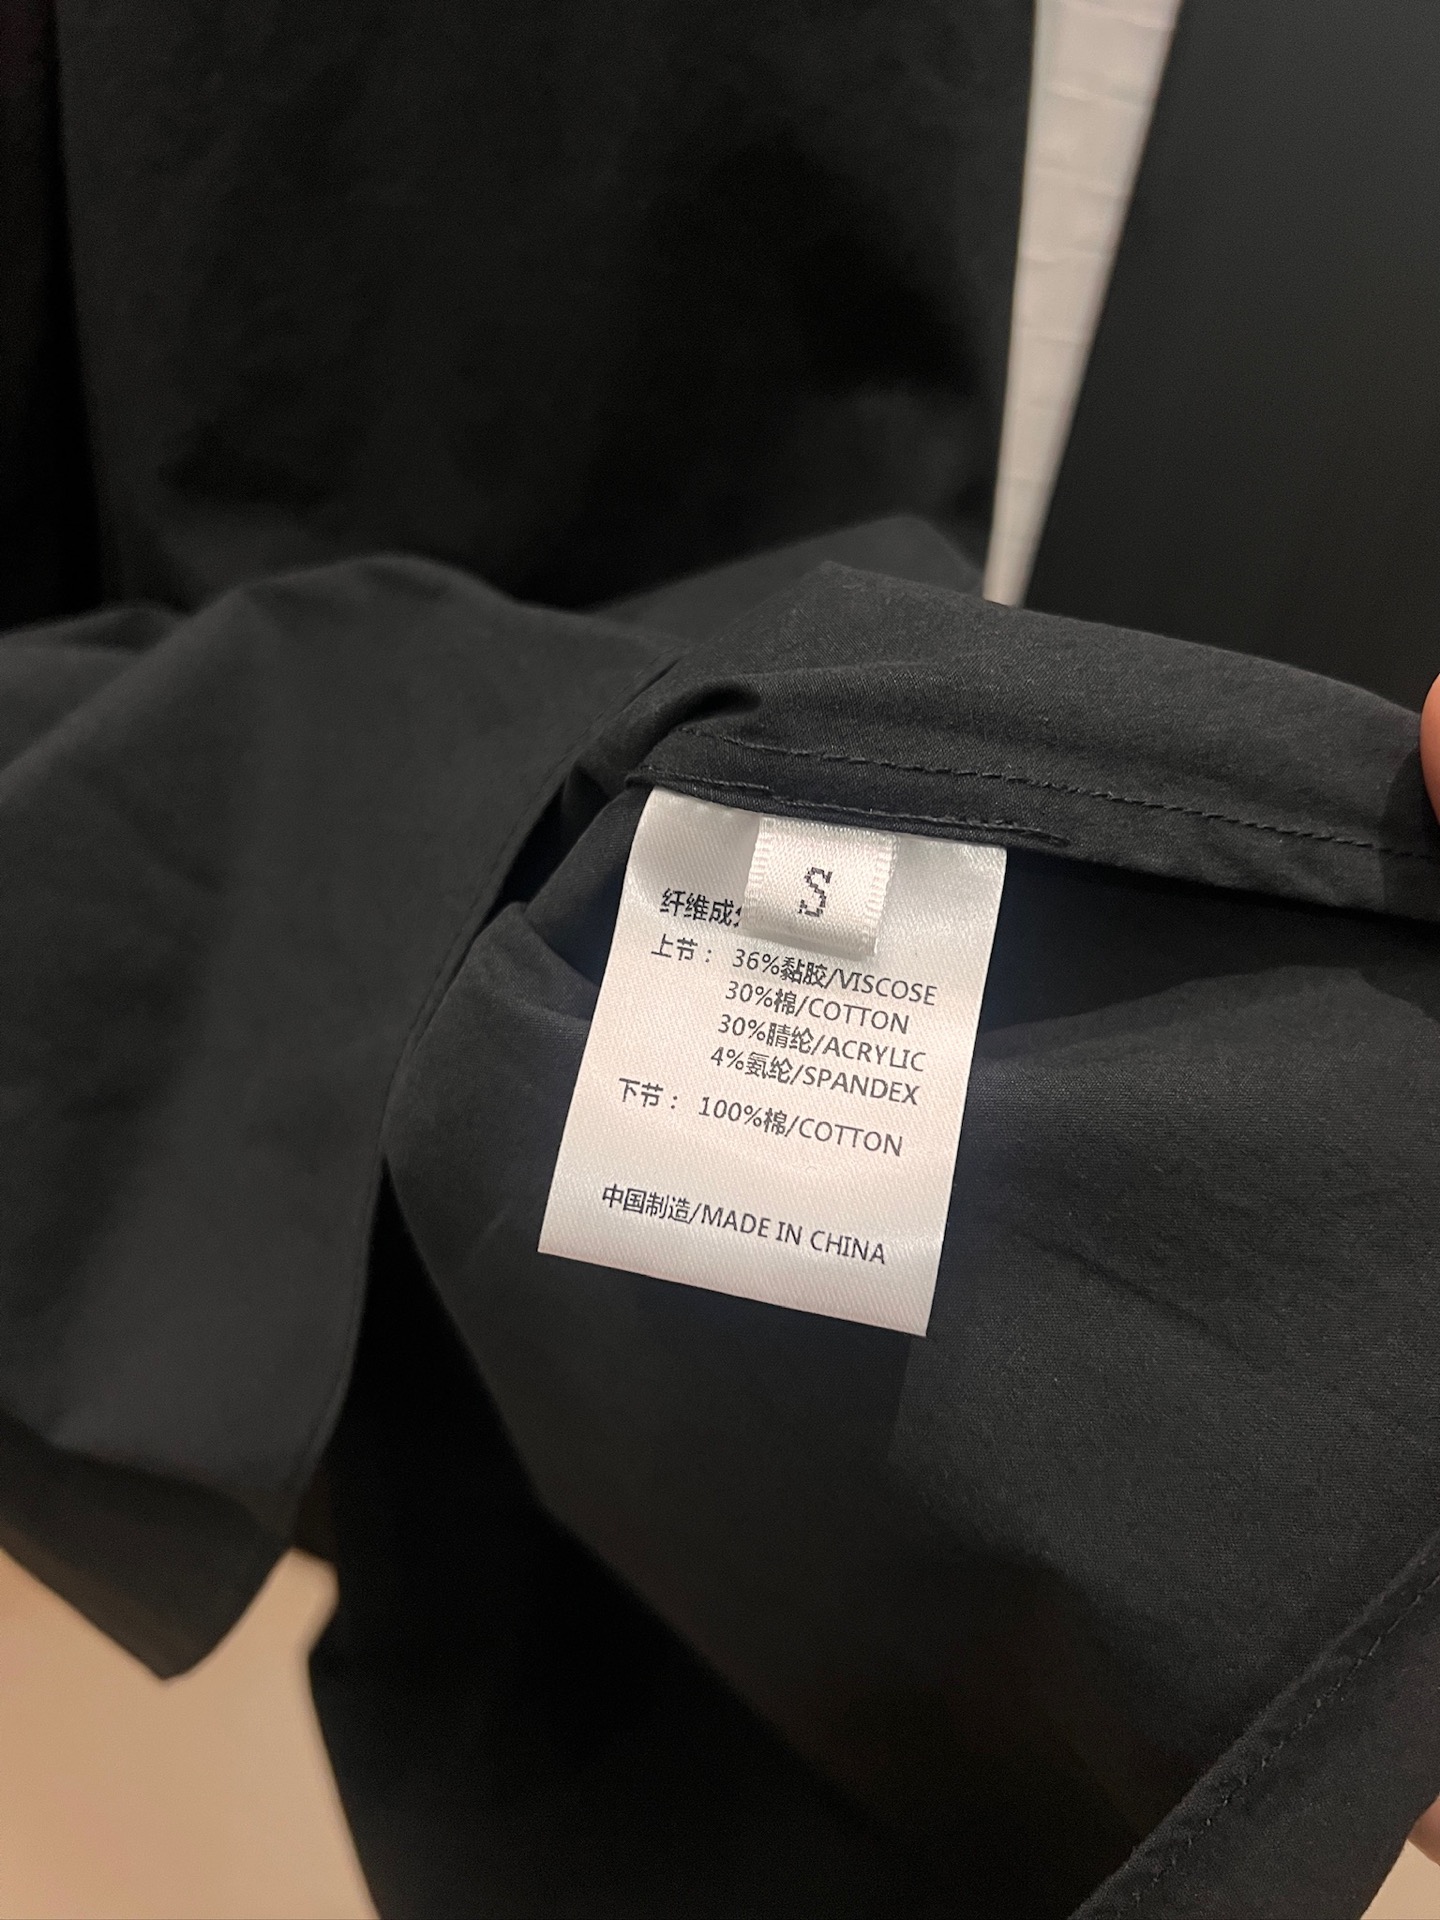 S
纤维成
上节： 36%黏胶/VISCOSE
30%棉/COTTON
30%腈纶/ACRYLIC
4%氨纶/SPANDEX
下节： 100%棉/COTTON
中国制造/MADE IN CHINA